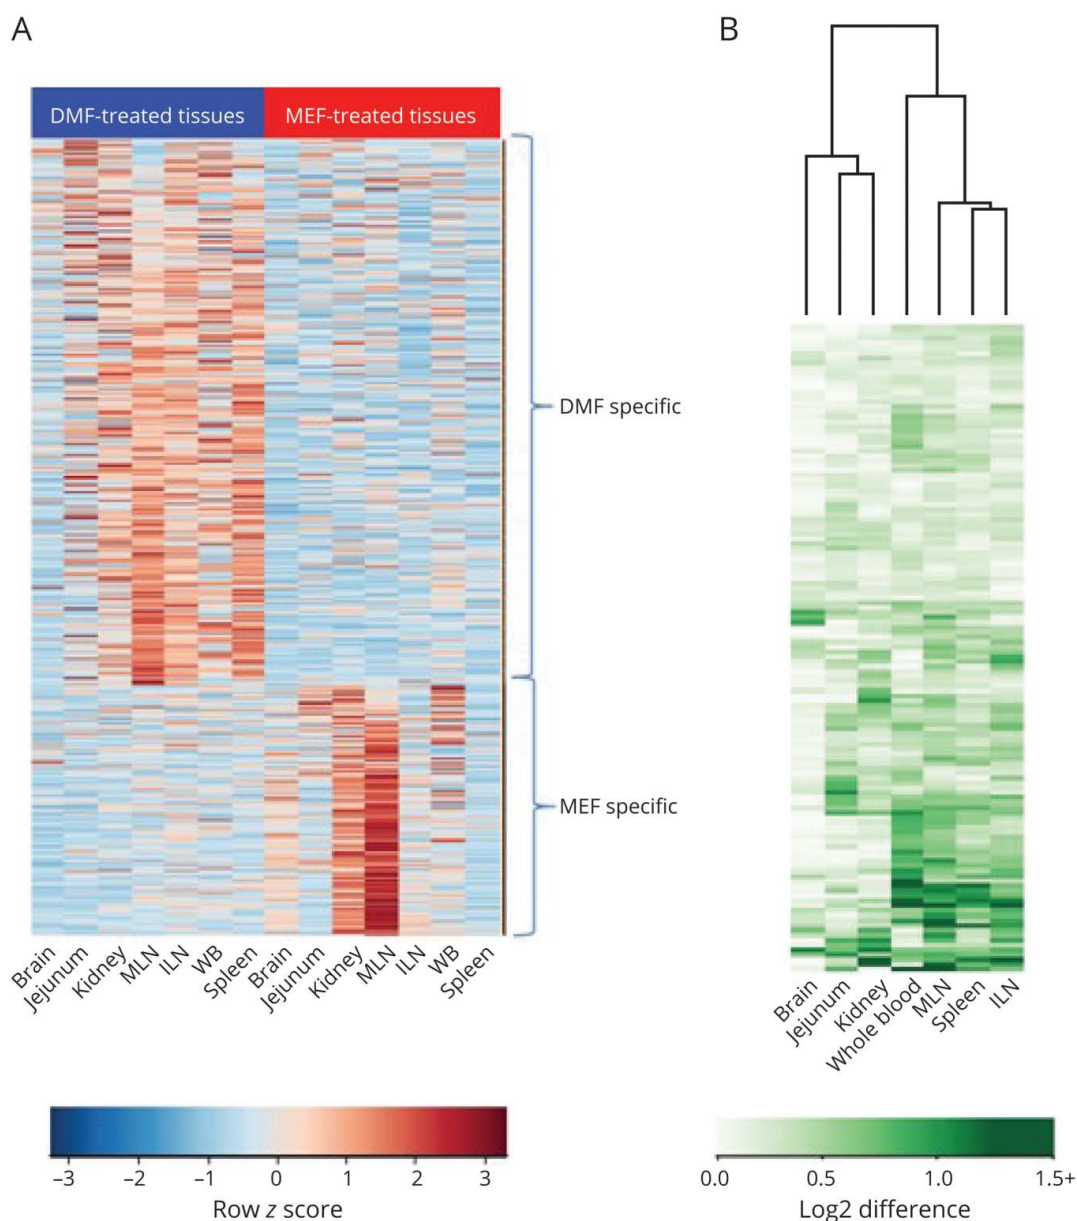 A
B
DMF-treated tissues MEF-treated tissues
DMF specific
MEF specific
Brain Jejunum Kidney MLN ILN WB Spleen Brain Jejunum Kidney MLN ILN WB Spleen
Brain Jejunum Kidney Whole blood MLN Spleen ILN
–3 –2 –1 0 1 2 3
Row z score
0.0 0.5 1.0 1.5+
Log2 difference